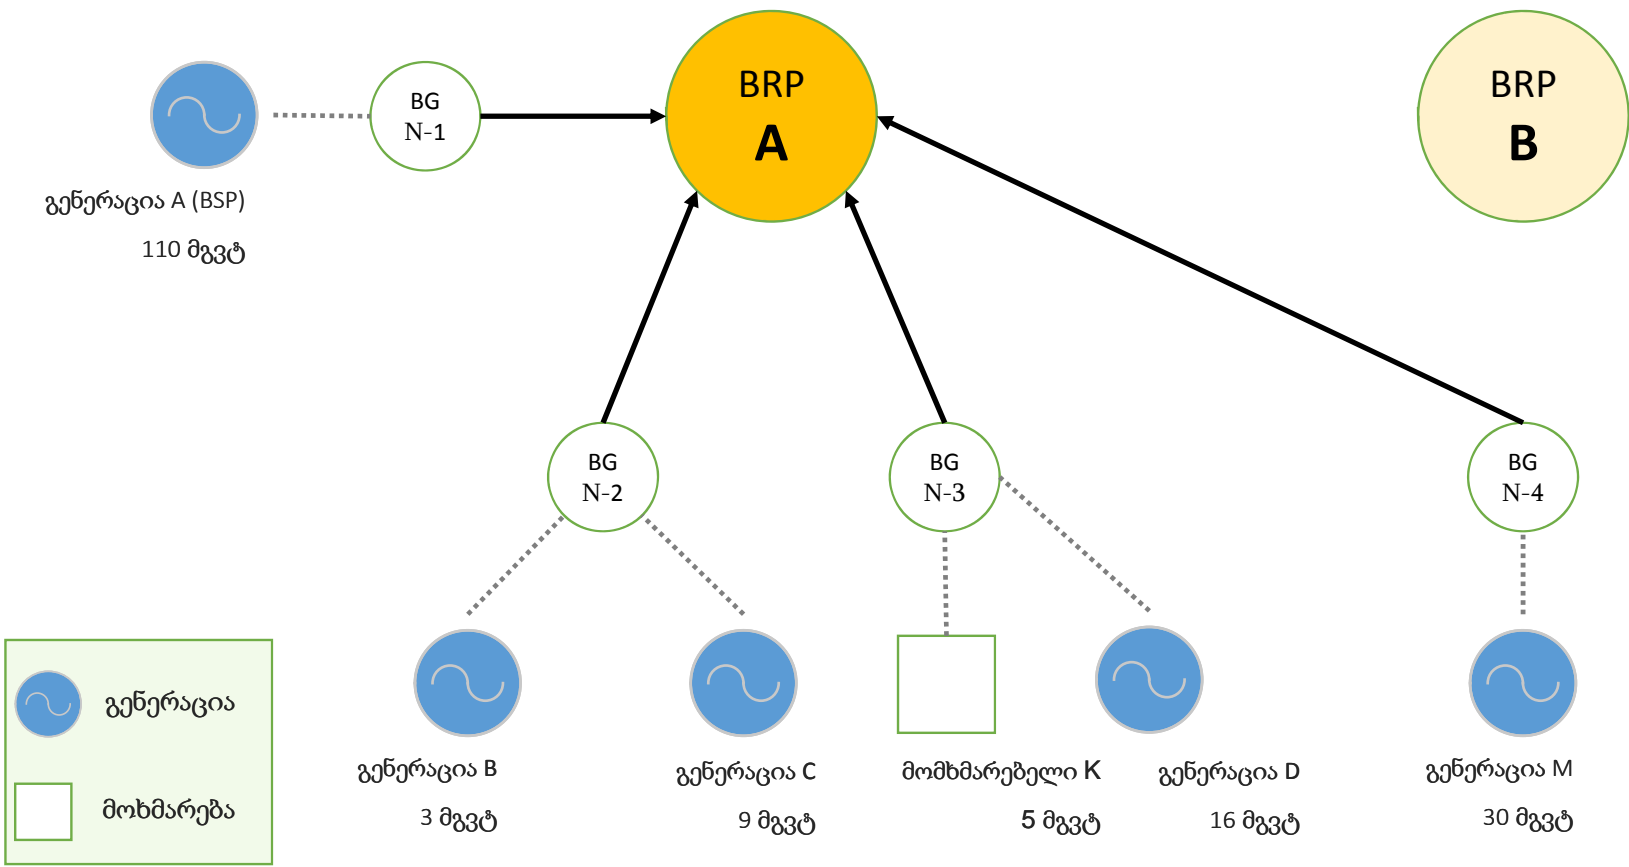 BRP
A
BRP
B
BG
N-1
გენერაცია A (BSP)
110 მგვტ
BG
N-2
BG
N-3
BG
N-4
გენერაცია
მოხმარება
გენერაცია B
3 მგვტ
გენერაცია C
9 მგვტ
მომხმარებელი K
5 მგვტ
გენერაცია D
16 მგვტ
გენერაცია M
30 მგვტ